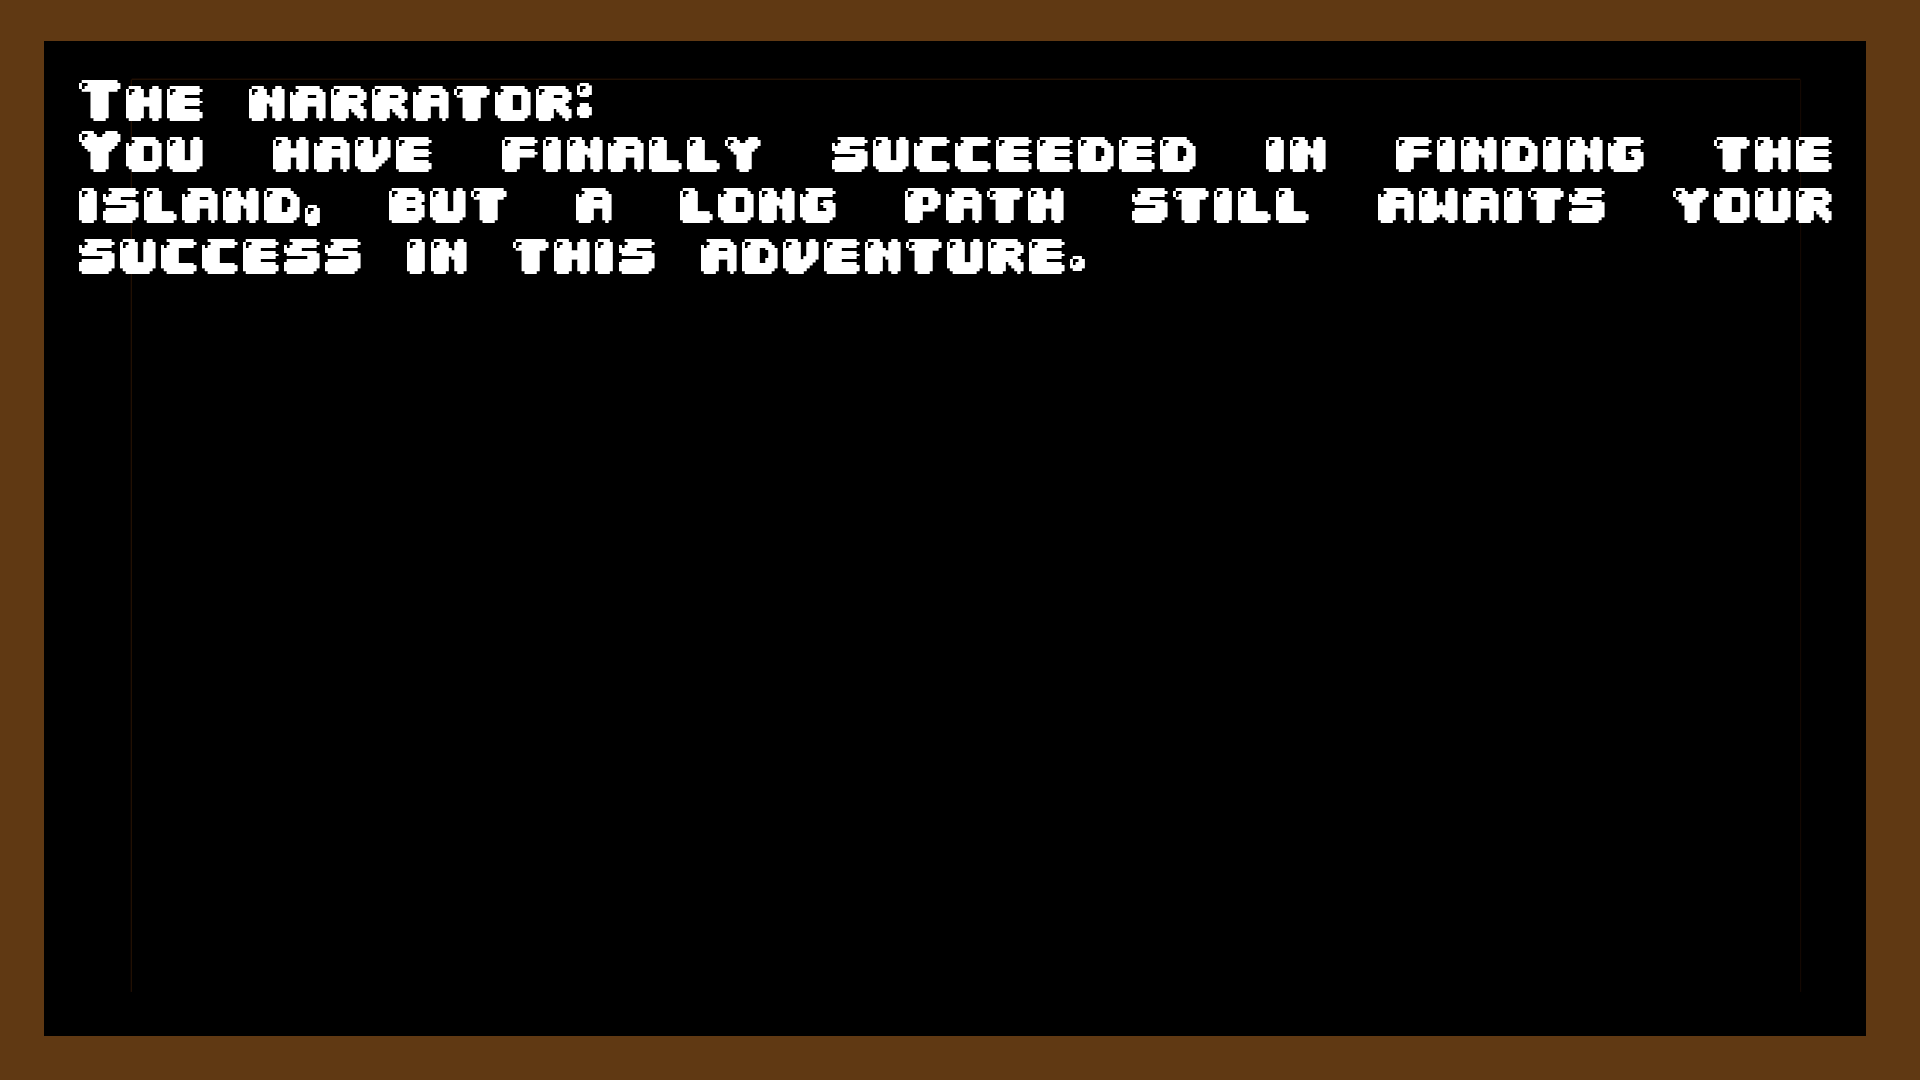 The narrator:
You have finally succeeded in finding the
island, but a long path still awaits your
success in this adventure.